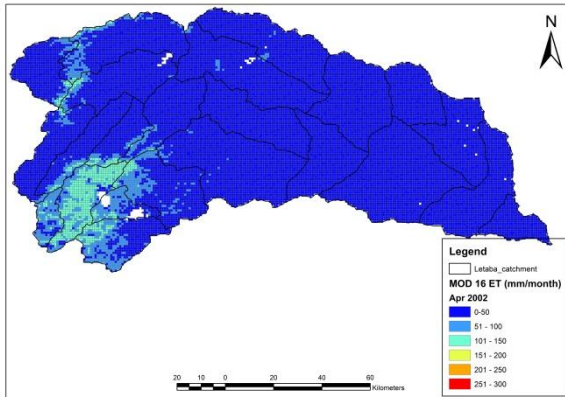 N
Legend
Letaba_catchment
MOD 16 ET (mm/month)
Apr 2002
0-50
51 - 100
101 - 150
151 - 200
201 - 250
251 - 300
20 10 0 20 40 60
Kilometers